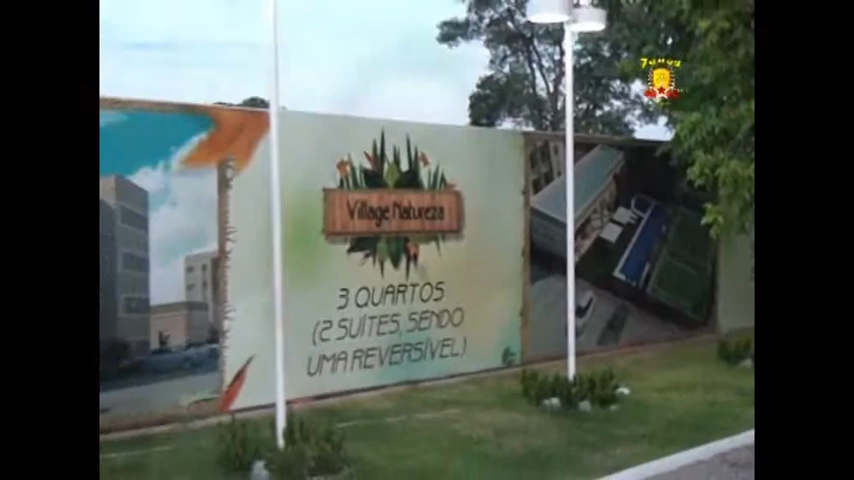 Village Natureza
3 QUARTOS
(2 SUÍTES, SENDO
UMA REVERSÍVEL)